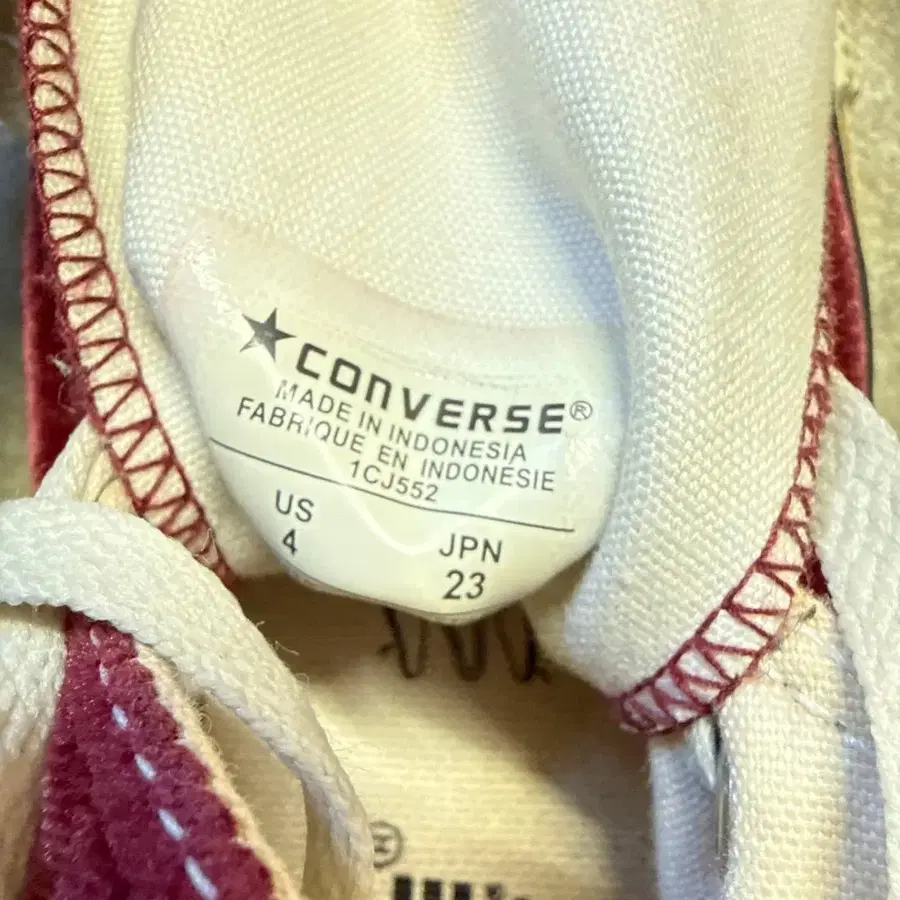 ★CONVERSE®
MADE IN INDONESIA
FABRIQUE EN INDONESIE
1CJ552
US
4
JPN
23